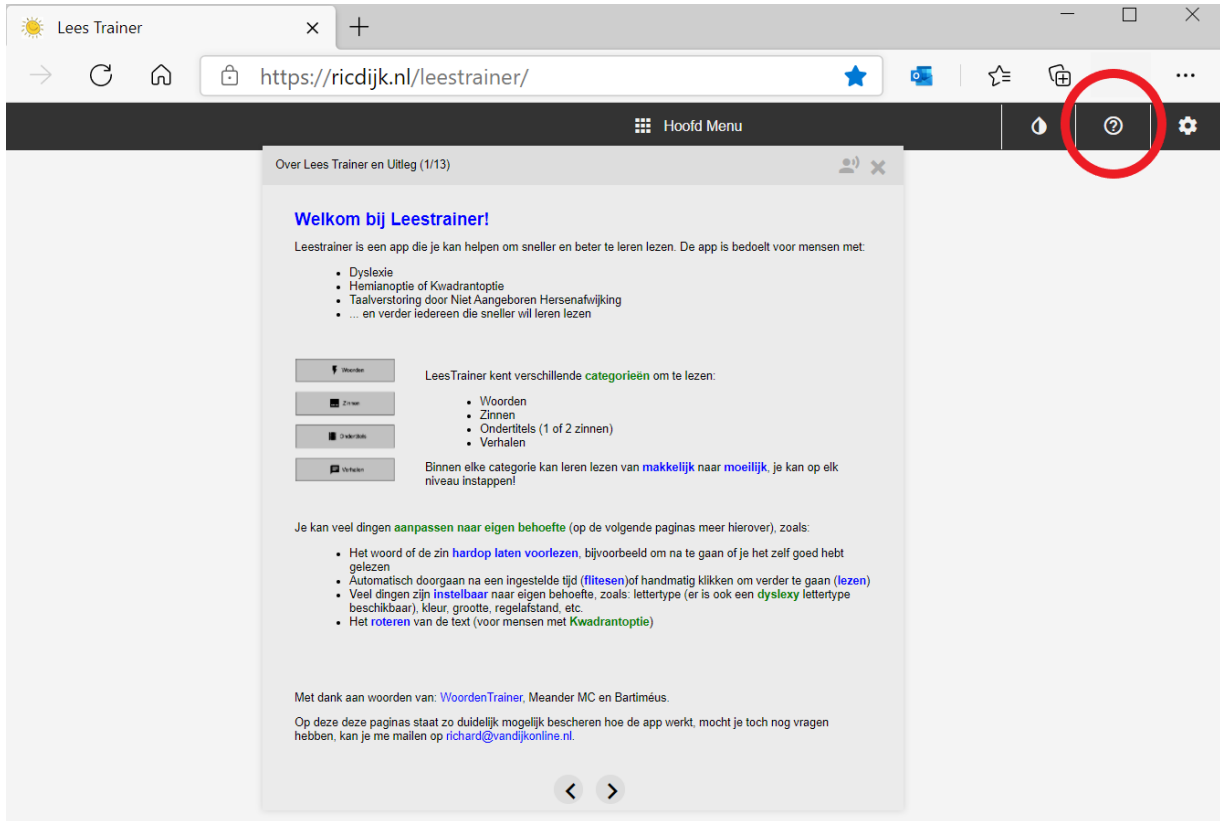 Lees Trainer
https://ricdijk.nl/leestrainer/
Hoofd Menu
Over Lees Trainer en Uitleg (1/13)
Welkom bij Leestrainer!
Leestrainer is een app die je kan helpen om sneller en beter te leren lezen. De app is bedoelt voor mensen met:
• Dyslexie
• Hemianoptie of Kwadrantoptie
• Taalverstoring door Niet Aangeboren Hersenafwijking
• ... en verder iedereen die sneller wil leren lezen
Woorden
Zinnen
Ondertitels
Verhalen
LeesTrainer kent verschillende categorieën om te lezen:
• Woorden
• Zinnen
• Ondertitels (1 of 2 zinnen)
• Verhalen
Binnen elke categorie kan leren lezen van makkelijk naar moeilijk, je kan op elk
niveau instappen!
Je kan veel dingen aanpassen naar eigen behoefte (op de volgende paginas meer hierover), zoals:
• Het woord of de zin hardop laten voorlezen, bijvoorbeeld om na te gaan of je het zelf goed hebt
gelezen
• Automatisch doorgaan na een ingestelde tijd (flitesen)of handmatig klikken om verder te gaan (lezen)
• Veel dingen zijn instelbaar naar eigen behoefte, zoals: lettertype (er is ook een dyslexy lettertype
beschikbaar), kleur, grootte, regelafstand, etc.
• Het roteren van de text (voor mensen met Kwadrantoptie)
Met dank aan woorden van: WoordenTrainer, Meander MC en Bartiméus.
Op deze deze paginas staat zo duidelijk mogelijk bescheren hoe de app werkt, mocht je toch nog vragen
hebben, kan je me mailen op richard@vandijkonline.nl.